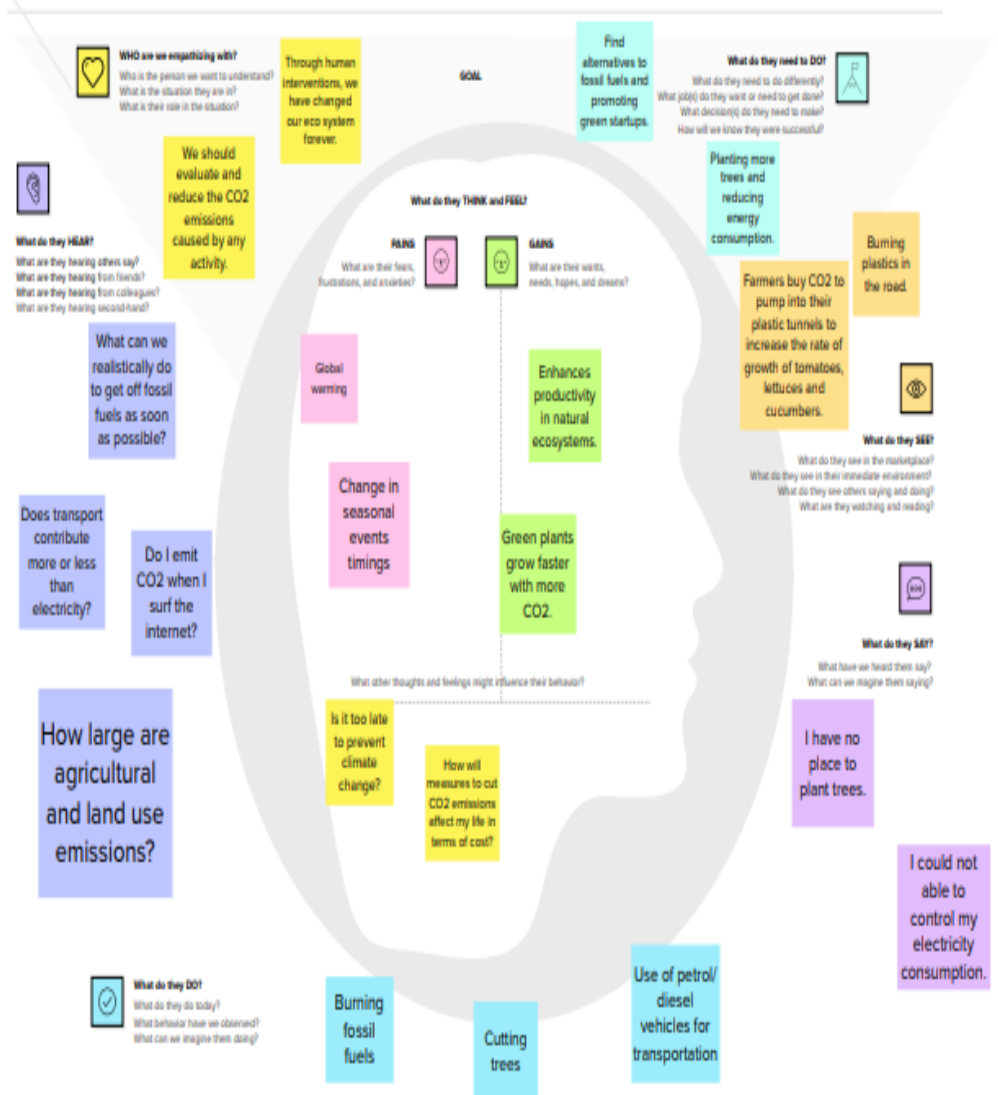 WHO are we empathizing with?
Who is the person we want to understand?
What is the situation they are in?
What is their role in the situation?
Through human
interventions, we
have changed
our eco system
forever.
We should
evaluate and
reduce the CO2
emissions
caused by any
activity.
GOAL
Find
alternatives to
fossil fuels and
promoting
green startups.
What do they need to DO?
What do they need to do differently?
What job(s) do they want or need to get done?
What decision(s) do they need to make?
How will we know they were successful?
Planting more
trees and
reducing
energy
consumption.
What do they HEAR?
What are they hearing others say?
What are they hearing from friends?
What are they hearing from colleagues?
What are they hearing second-hand?
What can we
realistically do
to get off fossil
fuels as soon
as possible?
Does transport
contribute
more or less
than
electricity?
Do I emit
CO2 when I
surf the
internet?
How large are
agricultural
and land use
emissions?
What do they THINK and FEEL?
PAINS
What are their fears,
frustrations, and anxieties?
GAINS
What are their wants,
needs, hopes, and dreams?
Global
warming
Change in
seasonal
events
timings
Enhances
productivity
in natural
ecosystems.
Green plants
grow faster
with more
CO2.
What other thoughts and feelings might influence their behavior?
Is it too late
to prevent
climate
change?
How will
measures to cut
CO2 emissions
affect my life in
terms of cost?
Burning
plastics in
the road.
Farmers buy CO2 to
pump into their
plastic tunnels to
increase the rate of
growth of tomatoes,
lettuces and
cucumbers.
What do they SEE?
What do they see in the marketplace?
What do they see in their immediate environment?
What do they see others saying and doing?
What are they watching and reading?
What do they SAY?
What have we heard them say?
What can we imagine them saying?
I have no
place to
plant trees.
I could not
able to
control my
electricity
consumption.
What do they DO?
What do they do today?
What behavior have we observed?
What can we imagine them doing?
Burning
fossil
fuels
Cutting
trees
Use of petrol/
diesel
vehicles for
transportation